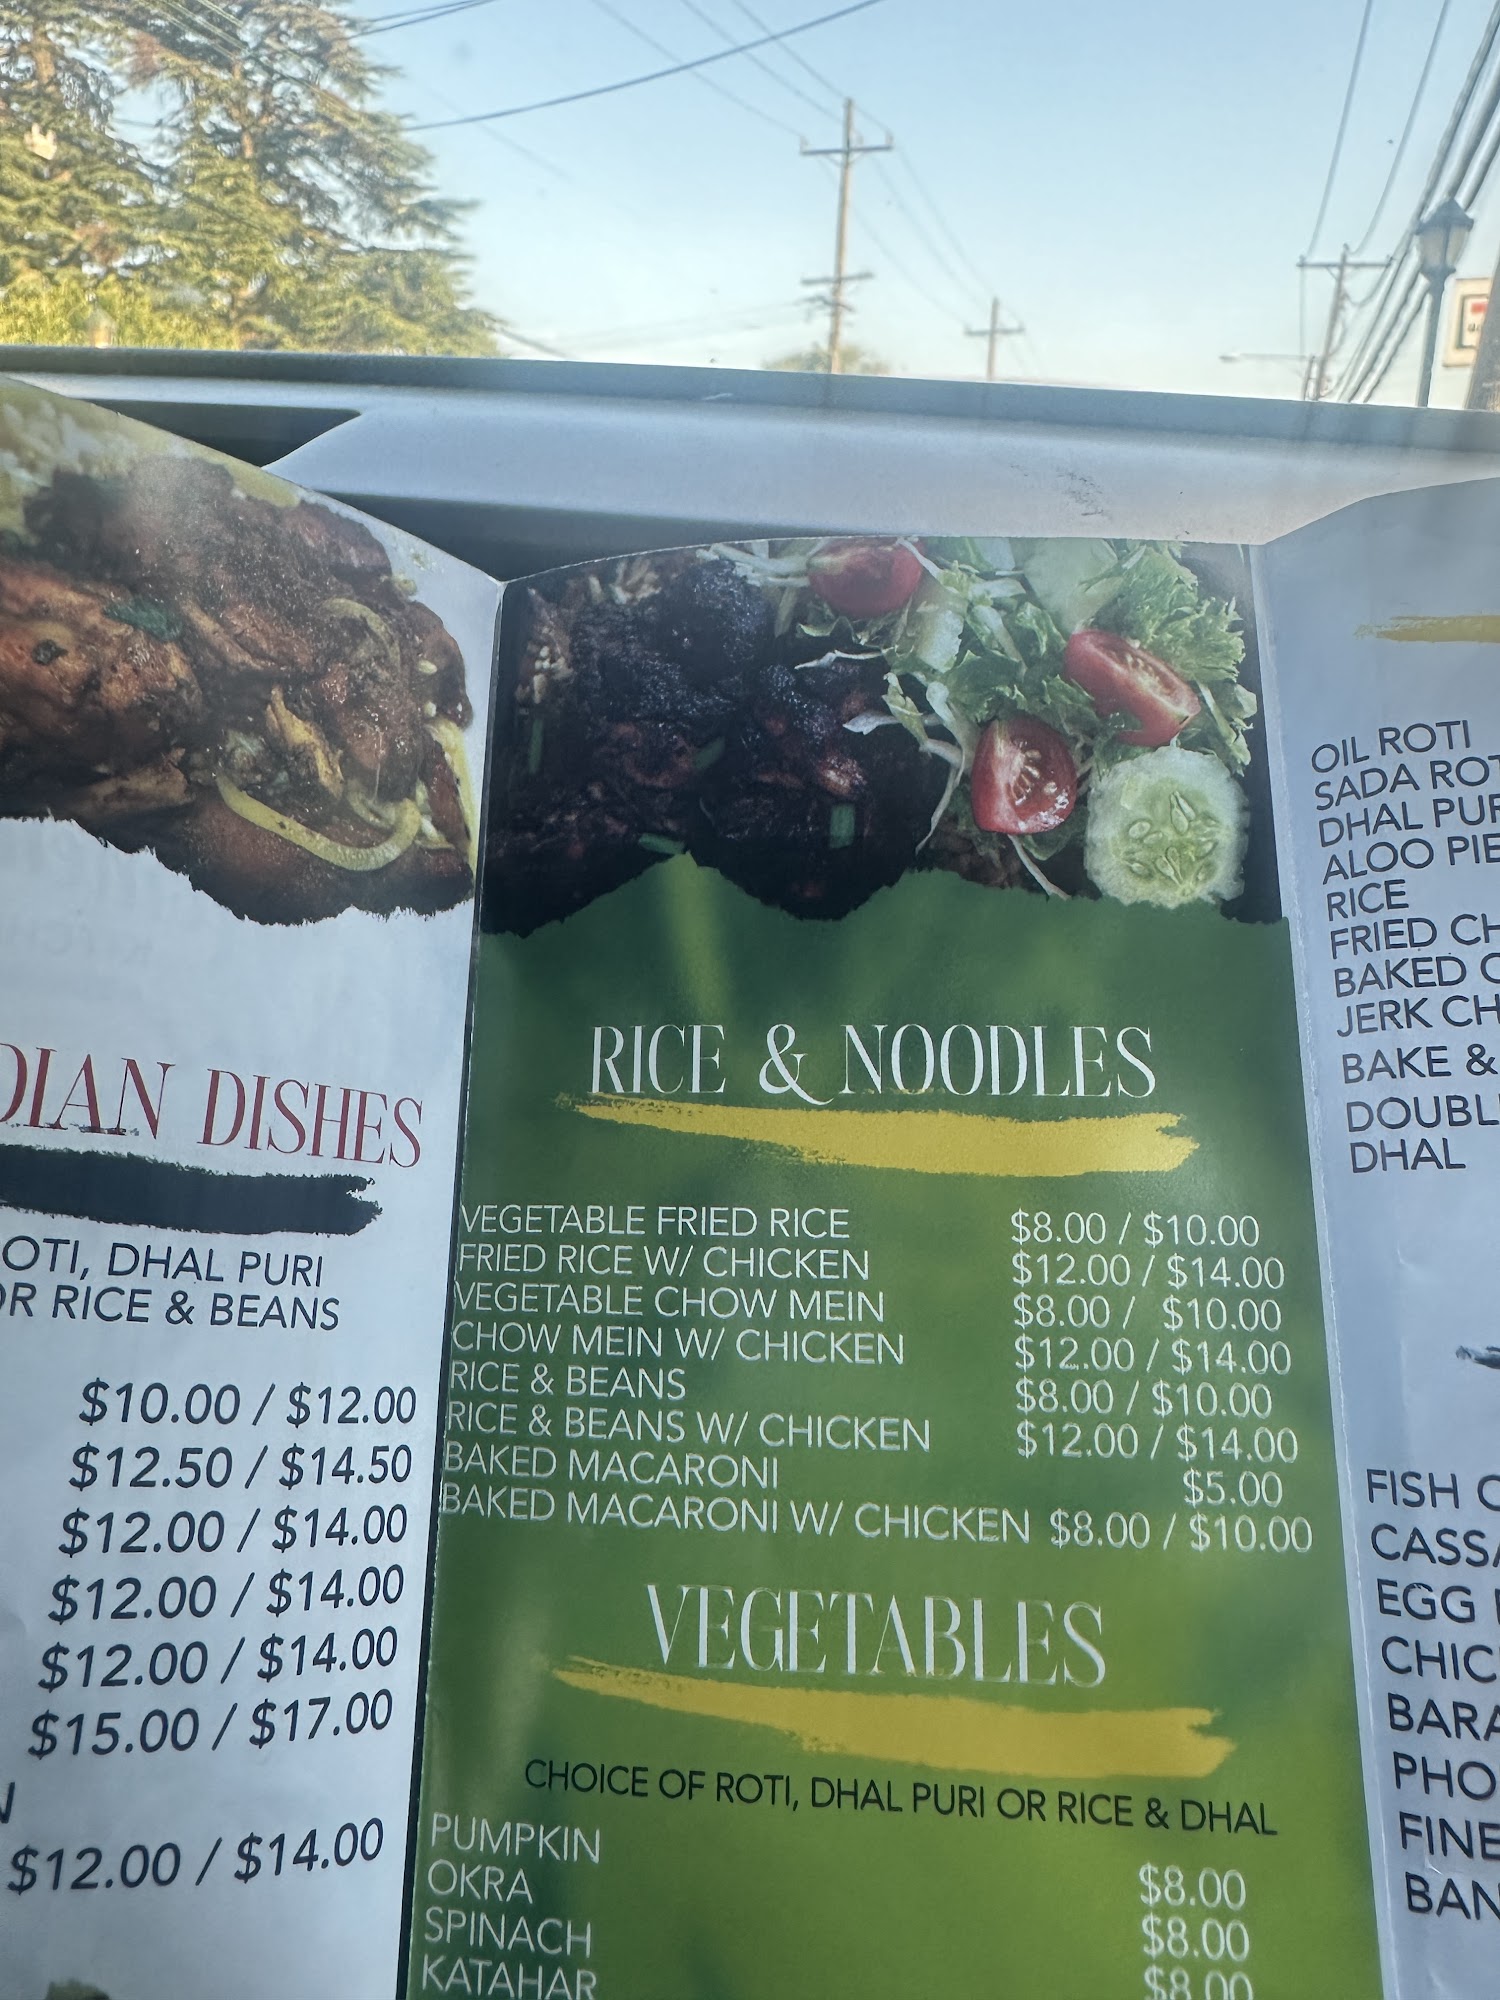 DIAN DISHES
OTI, DHAL PURI
OR RICE & BEANS
$10.00 / $12.00
$12.50 / $14.50
$12.00 / $14.00
$12.00 / $14.00
$12.00 / $14.00
$15.00 / $17.00
N
$12.00 / $14.00
RICE & NOODLES
VEGETABLE FRIED RICE $8.00 / $10.00
FRIED RICE W/ CHICKEN $12.00 / $14.00
VEGETABLE CHOW MEIN $8.00 / $10.00
CHOW MEIN W/ CHICKEN $12.00 / $14.00
RICE & BEANS $8.00 / $10.00
RICE & BEANS W/ CHICKEN $12.00 / $14.00
BAKED MACARONI $5.00
BAKED MACARONI W/ CHICKEN $8.00 / $10.00
VEGETABLES
CHOICE OF ROTI, DHAL PURI OR RICE & DHAL
PUMPKIN $8.00
OKRA $8.00
SPINACH $8.00
KATAHAR
OIL ROTI
SADA ROT
DHAL PUR
ALOO PIE
RICE
FRIED CH
BAKED C
JERK CH
BAKE &
DOUBL
DHAL
FISH C
CASSA
EGG
CHIC
BARA
PHO
FINE
BAN